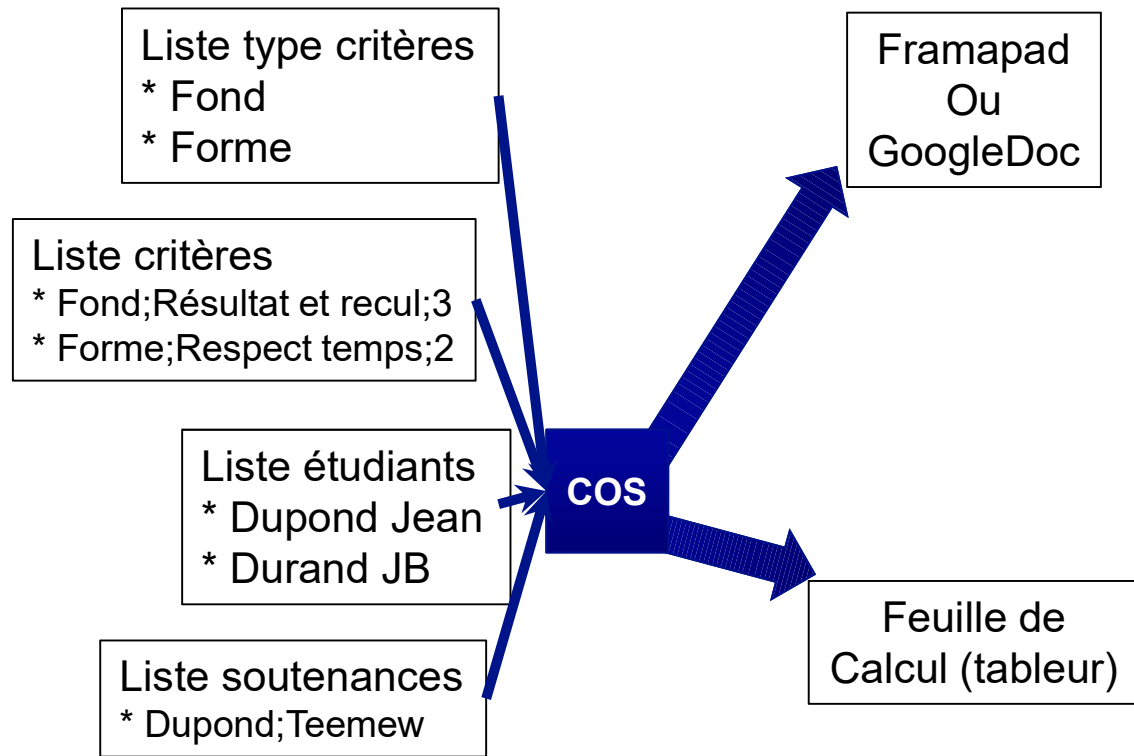 Liste type critères
* Fond
* Forme
Liste critères
* Fond;Résultat et recul;3
* Forme;Respect temps;2
Liste étudiants
* Dupond Jean
* Durand JB
Liste soutenances
* Dupond;Teemew
COS
Framapad
Ou
GoogleDoc
Feuille de
Calcul (tableur)